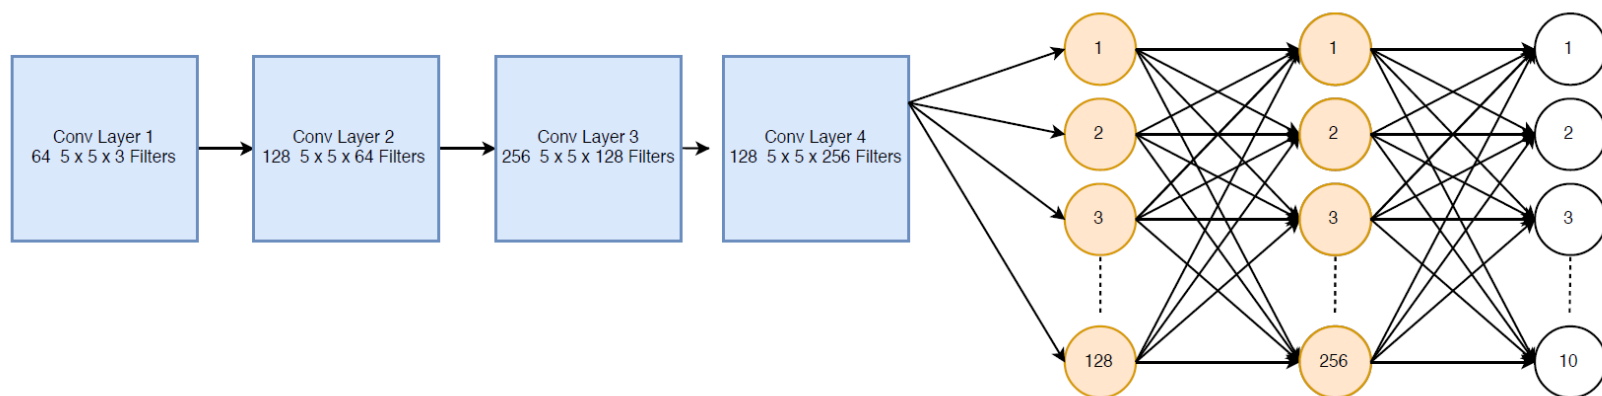 Conv Layer 1
64 5 x 5 x 3 Filters
Conv Layer 2
128 5 x 5 x 64 Filters
Conv Layer 3
256 5 x 5 x 128 Filters
Conv Layer 4
128 5 x 5 x 256 Filters
1
2
3
128
1
2
3
256
1
2
3
10